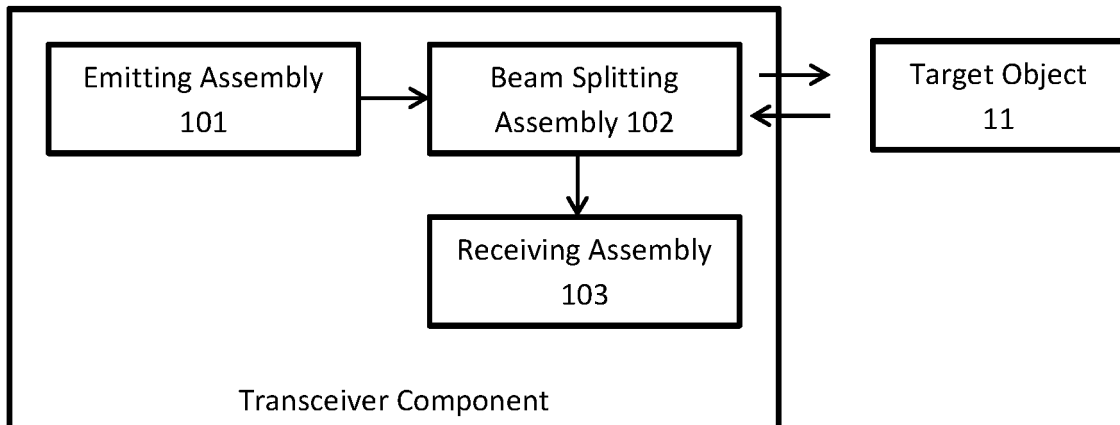 Emitting Assembly
101
Beam Splitting
Assembly 102
Target Object
11
Receiving Assembly
103
Transceiver Component